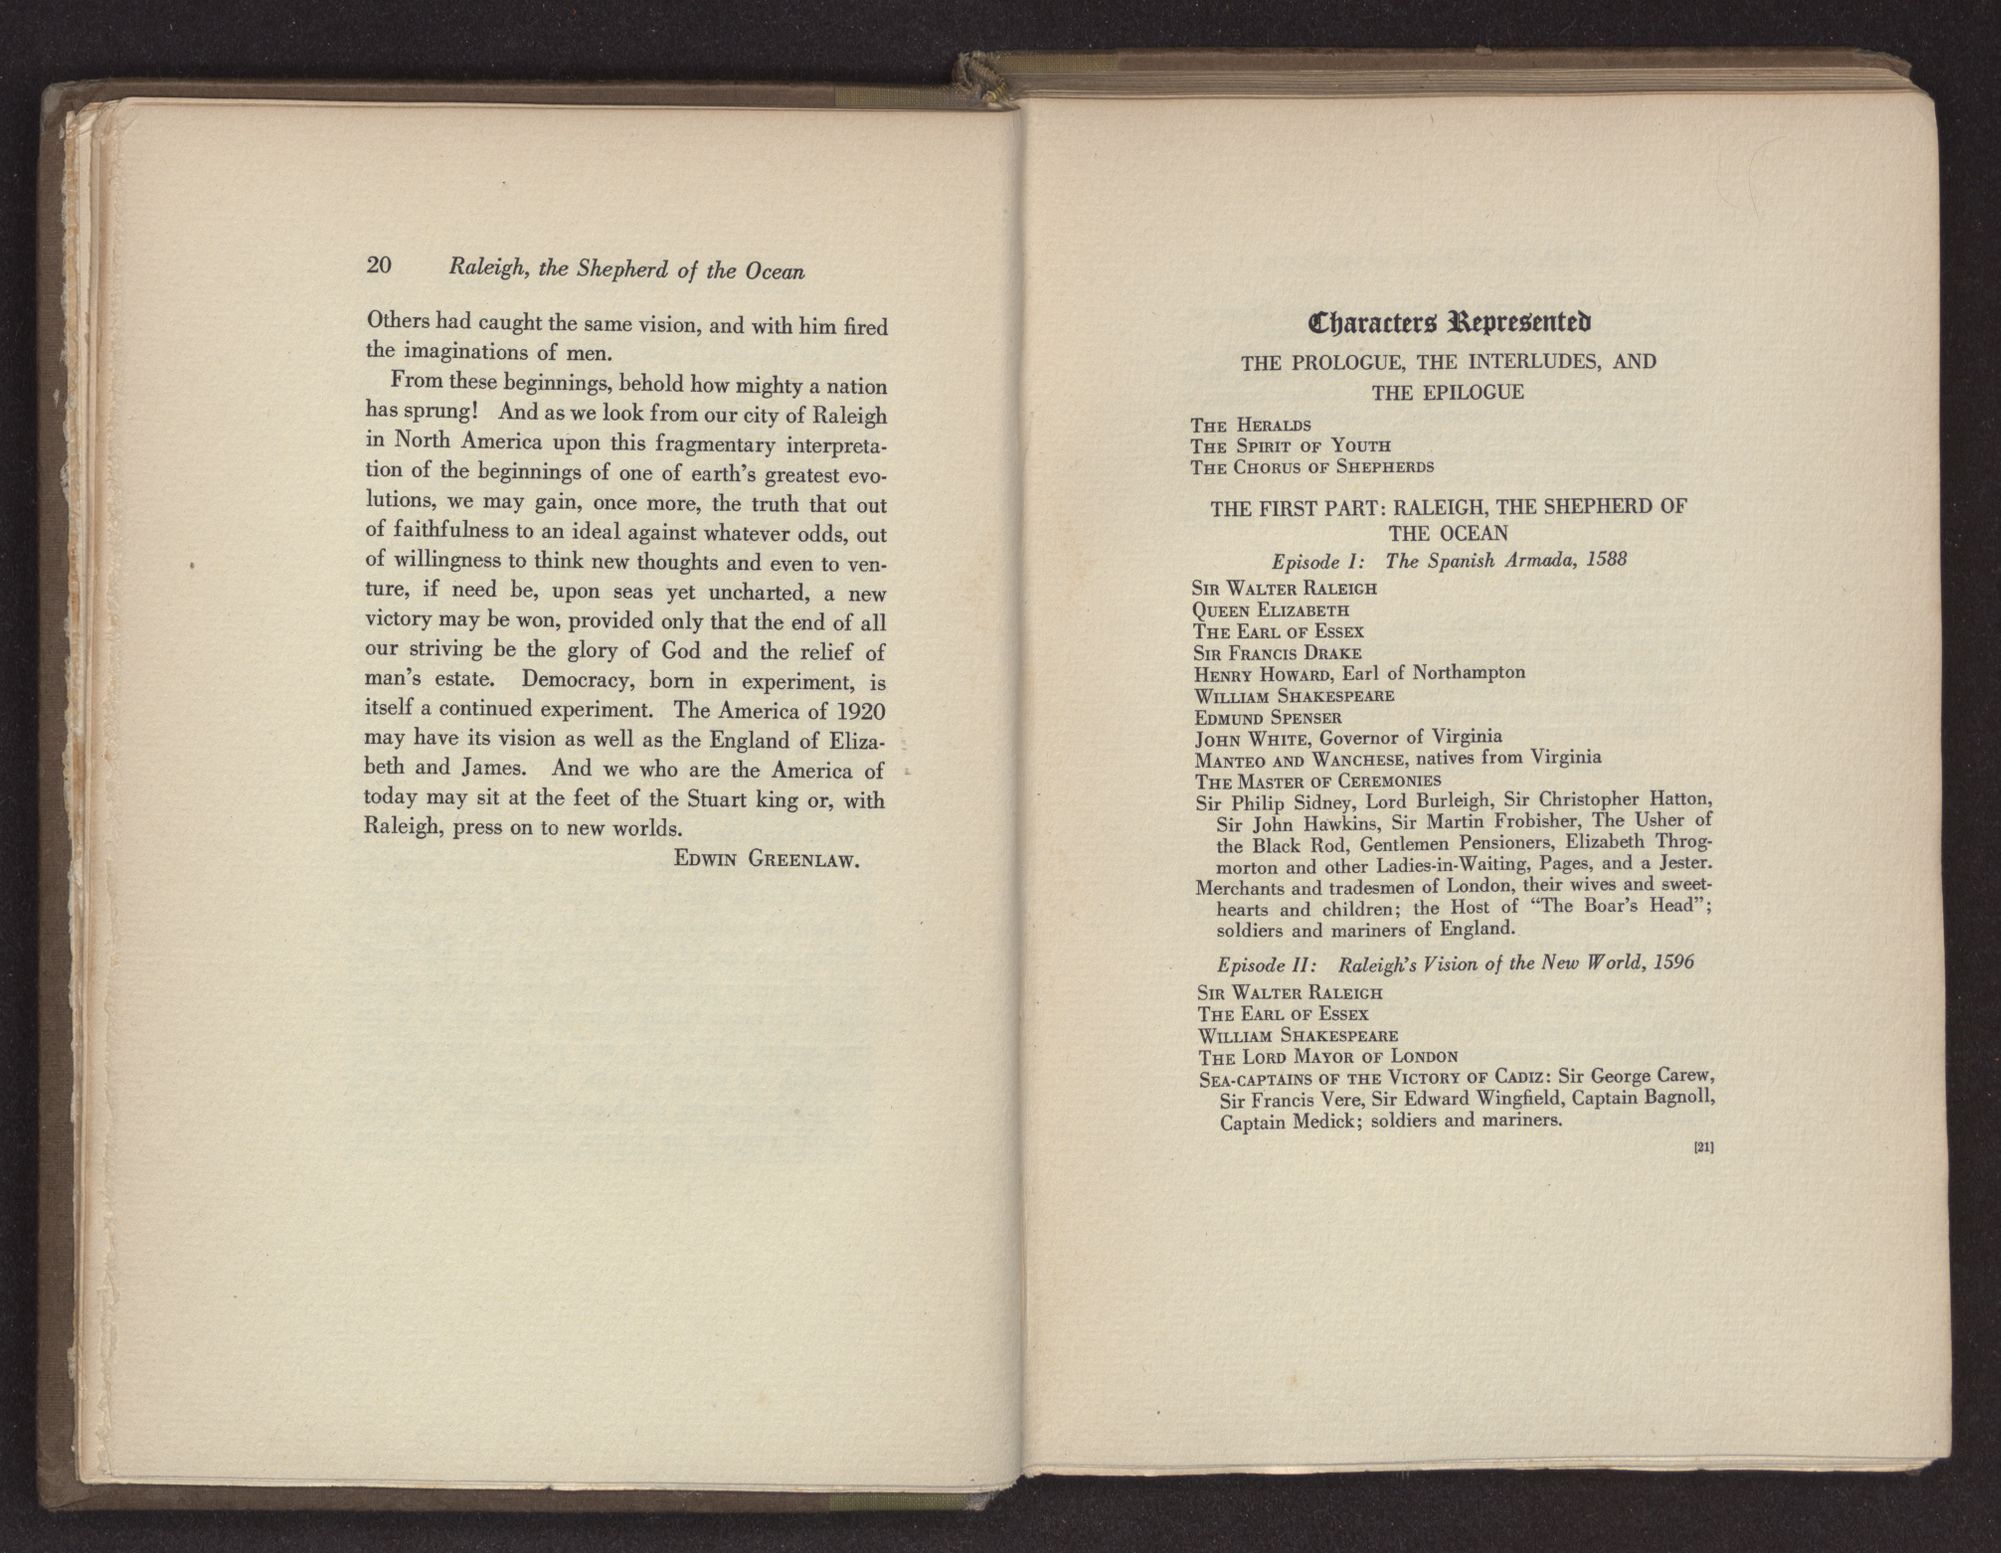 20 Raleigh, the Shepherd of the Ocean
Others had caught the same vision, and with him fired
the imaginations of men.
From these beginnings, behold how mighty a nation
has sprung! And as we look from our city of Raleigh
in North America upon this fragmentary interpreta-
tion of the beginnings of one of earth's greatest evo-
lutions, we may gain, once more, the truth that out
of faithfulness to an ideal against whatever odds, out
of willingness to think new thoughts and even to ven-
ture, if need be, upon seas yet uncharted, a new
victory may be won, provided only that the end of all
our striving be the glory of God and the relief of
man's estate. Democracy, born in experiment, is
itself a continued experiment. The America of 1920
may have its vision as well as the England of Eliza-
beth and James. And we who are the America of
today may sit at the feet of the Stuart king or, with
Raleigh, press on to new worlds.
EDWIN GREENLAW.
Characters Represented
THE PROLOGUE, THE INTERLUDES, AND
THE EPILOGUE
THE HERALDS
THE SPIRIT OF YOUTH
THE CHORUS OF SHEPHERDS
THE FIRST PART: RALEIGH, THE SHEPHERD OF
THE OCEAN
Episode I: The Spanish Armada, 1588
SIR WALTER RALEIGH
QUEEN ELIZABETH
THE EARL OF ESSEX
SIR FRANCIS DRAKE
HENRY HOWARD, Earl of Northampton
WILLIAM SHAKESPEARE
EDMUND SPENSER
JOHN WHITE, Governor of Virginia
MANTEO AND WANCHESE, natives from Virginia
THE MASTER OF CEREMONIES
Sir Philip Sidney, Lord Burleigh, Sir Christopher Hatton,
Sir John Hawkins, Sir Martin Frobisher, The Usher of
the Black Rod, Gentlemen Pensioners, Elizabeth Throg-
morton and other Ladies-in-Waiting, Pages, and a Jester.
Merchants and tradesmen of London, their wives and sweet-
hearts and children; the Host of "The Boar's Head";
soldiers and mariners of England.
Episode II: Raleigh's Vision of the New World, 1596
SIR WALTER RALEIGH
THE EARL OF ESSEX
WILLIAM SHAKESPEARE
THE LORD MAYOR OF LONDON
SEA-CAPTAINS OF THE VICTORY OF CADIZ: Sir George Carew,
Sir Francis Vere, Sir Edward Wingfield, Captain Bagnoll,
Captain Medick; soldiers and mariners.
[21]